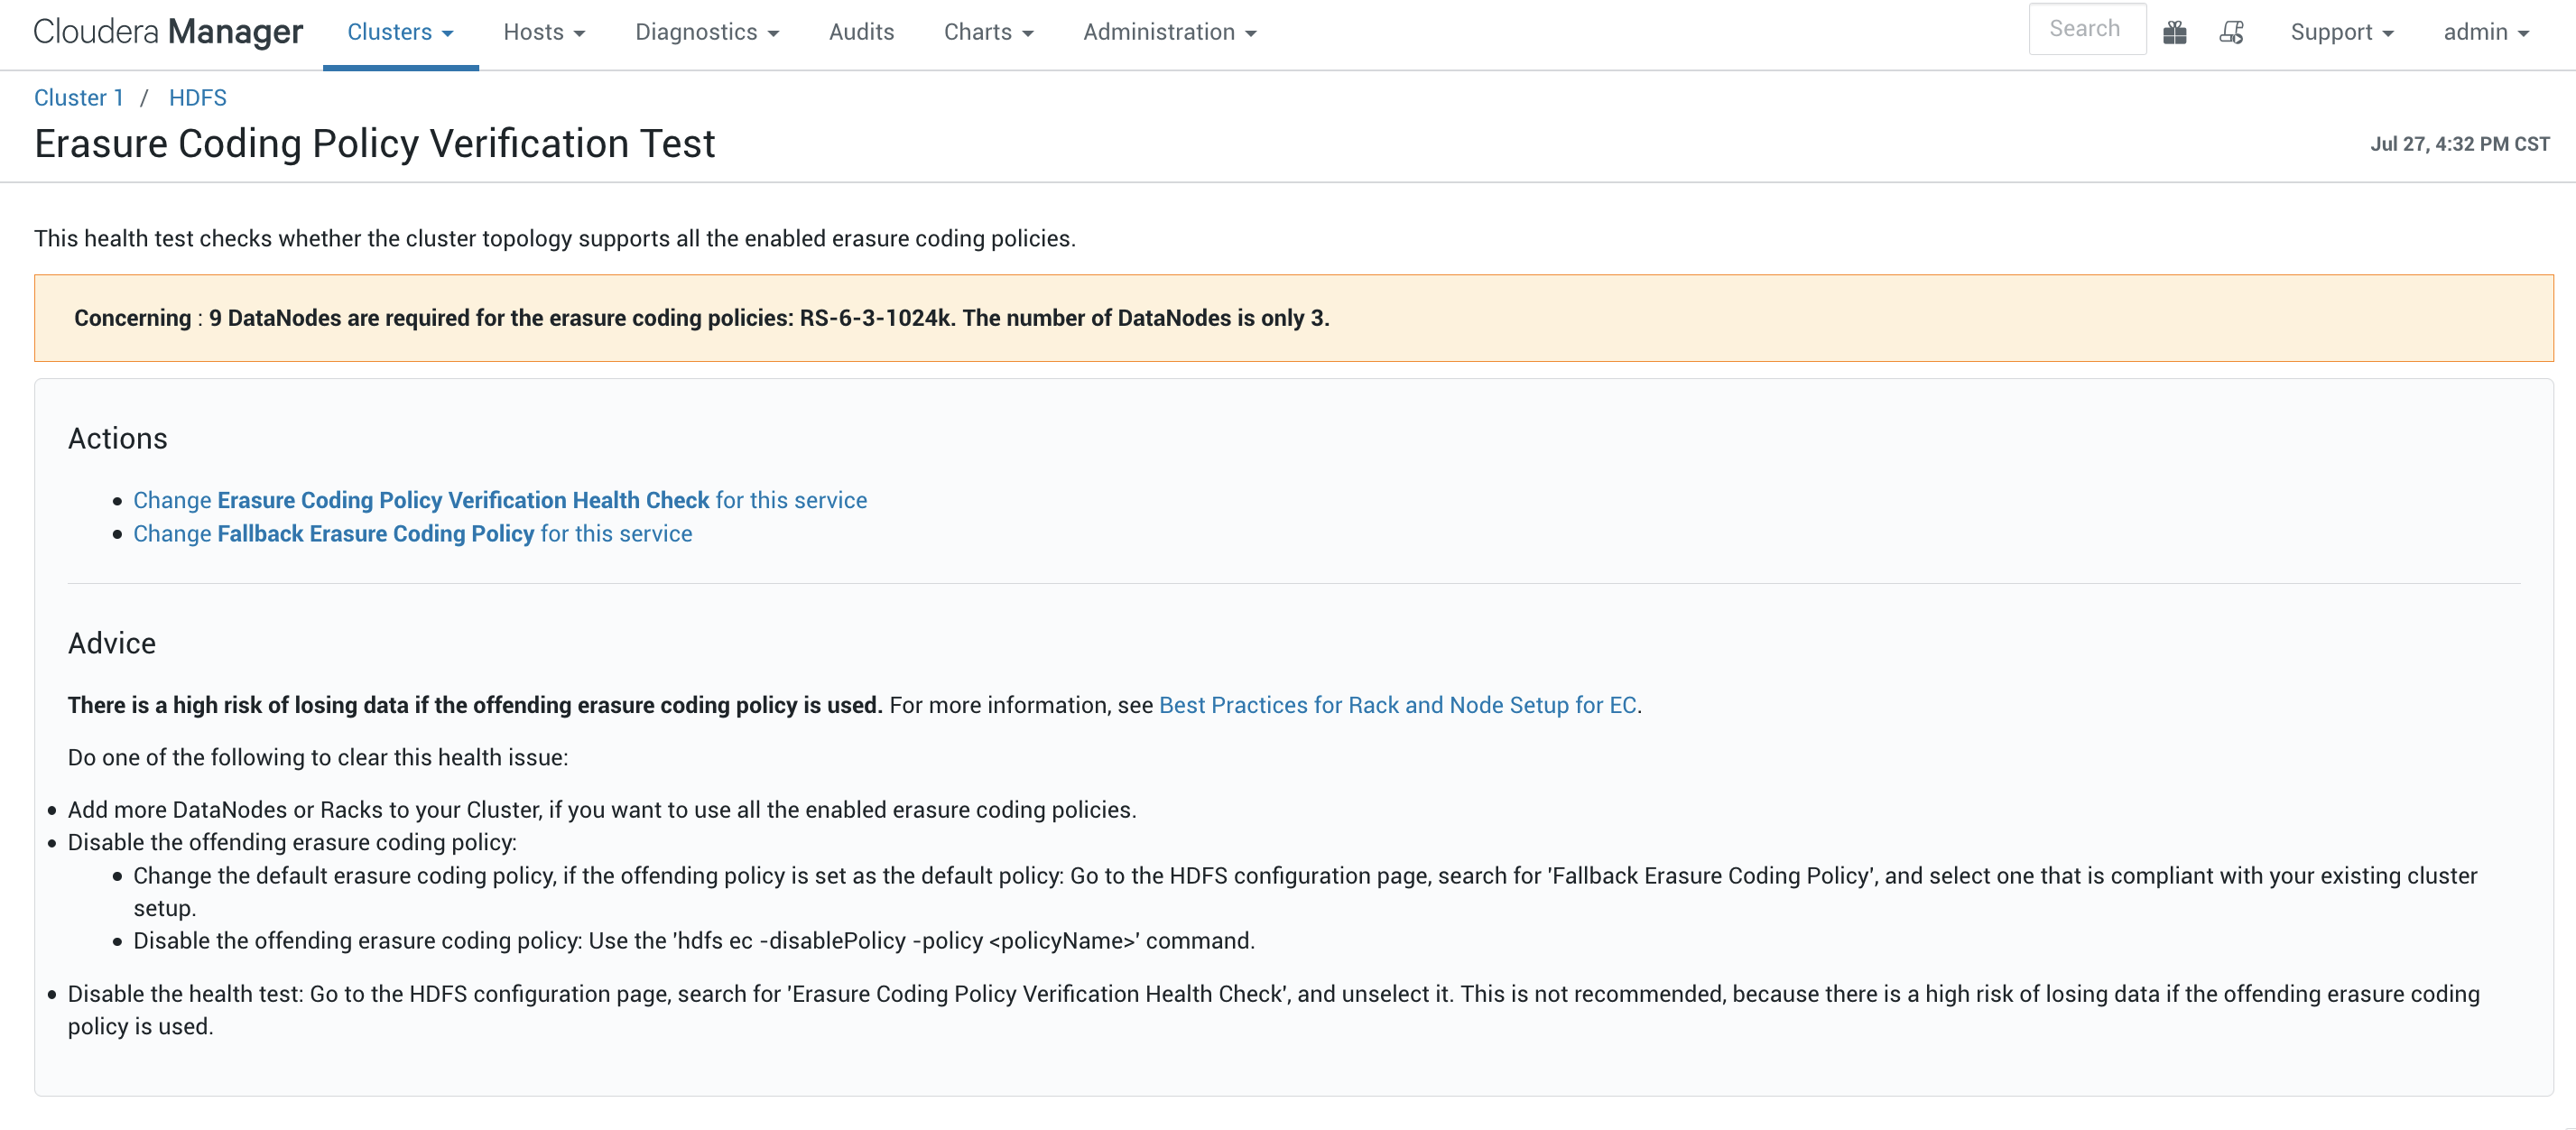 Cloudera Manager Clusters Hosts Diagnostics Audits Charts Administration Search Support admin
Cluster 1 / HDFS
Erasure Coding Policy Verification Test
Jul 27, 4:32 PM CST
This health test checks whether the cluster topology supports all the enabled erasure coding policies.
Concerning : 9 DataNodes are required for the erasure coding policies: RS-6-3-1024k. The number of DataNodes is only 3.
Actions
Change Erasure Coding Policy Verification Health Check for this service
Change Fallback Erasure Coding Policy for this service
Advice
There is a high risk of losing data if the offending erasure coding policy is used. For more information, see Best Practices for Rack and Node Setup for EC.
Do one of the following to clear this health issue:
Add more DataNodes or Racks to your Cluster, if you want to use all the enabled erasure coding policies.
Disable the offending erasure coding policy:
Change the default erasure coding policy, if the offending policy is set as the default policy: Go to the HDFS configuration page, search for 'Fallback Erasure Coding Policy', and select one that is compliant with your existing cluster
setup.
Disable the offending erasure coding policy: Use the 'hdfs ec -disablePolicy -policy <policyName>' command.
Disable the health test: Go to the HDFS configuration page, search for 'Erasure Coding Policy Verification Health Check', and unselect it. This is not recommended, because there is a high risk of losing data if the offending erasure coding
policy is used.